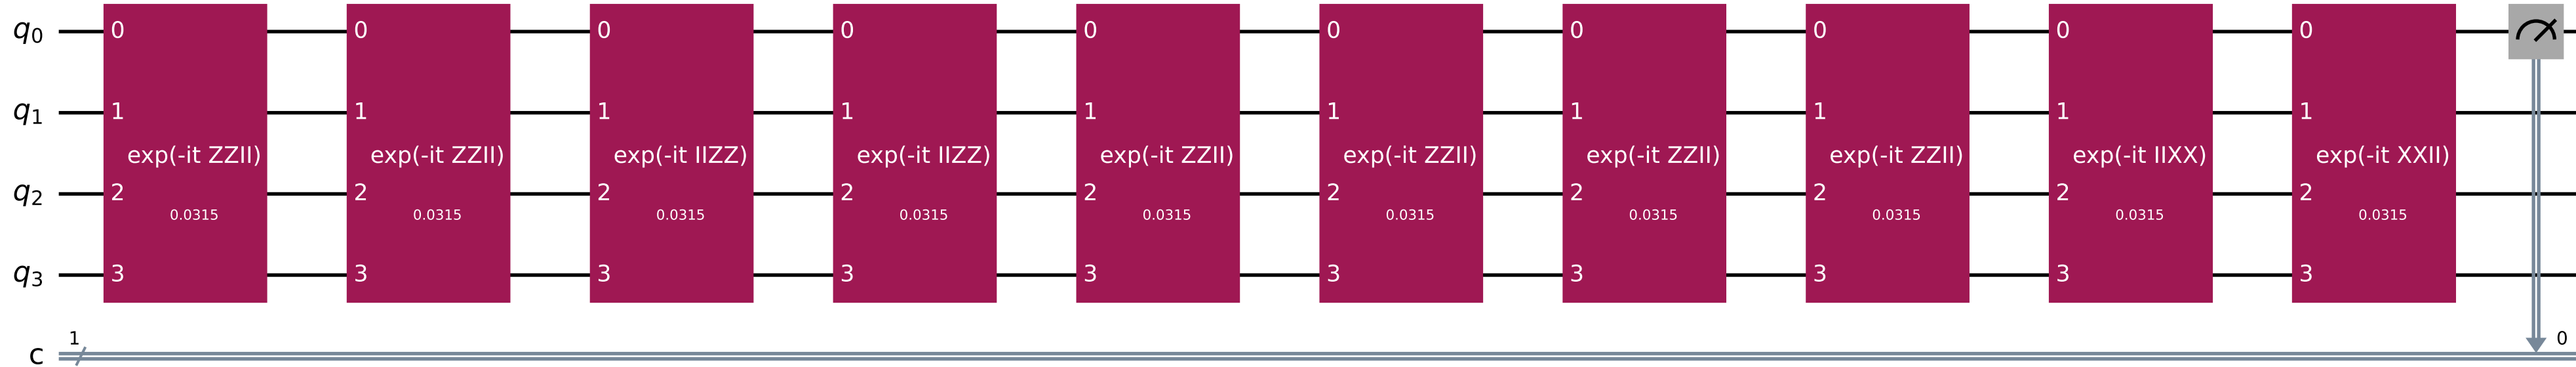 q0 0 0 0 0 0 0 0 0 0 0
q1 1 1 1 1 1 1 1 1 1 1
exp(-it ZZII) exp(-it ZZII) exp(-it IIZZ) exp(-it IIZZ) exp(-it ZZII) exp(-it ZZII) exp(-it ZZII) exp(-it ZZII) exp(-it IIXX) exp(-it XXII)
q2 2 2 2 2 2 2 2 2 2 2
0.0315 0.0315 0.0315 0.0315 0.0315 0.0315 0.0315 0.0315 0.0315 0.0315
q3 3 3 3 3 3 3 3 3 3 3
1 0
c